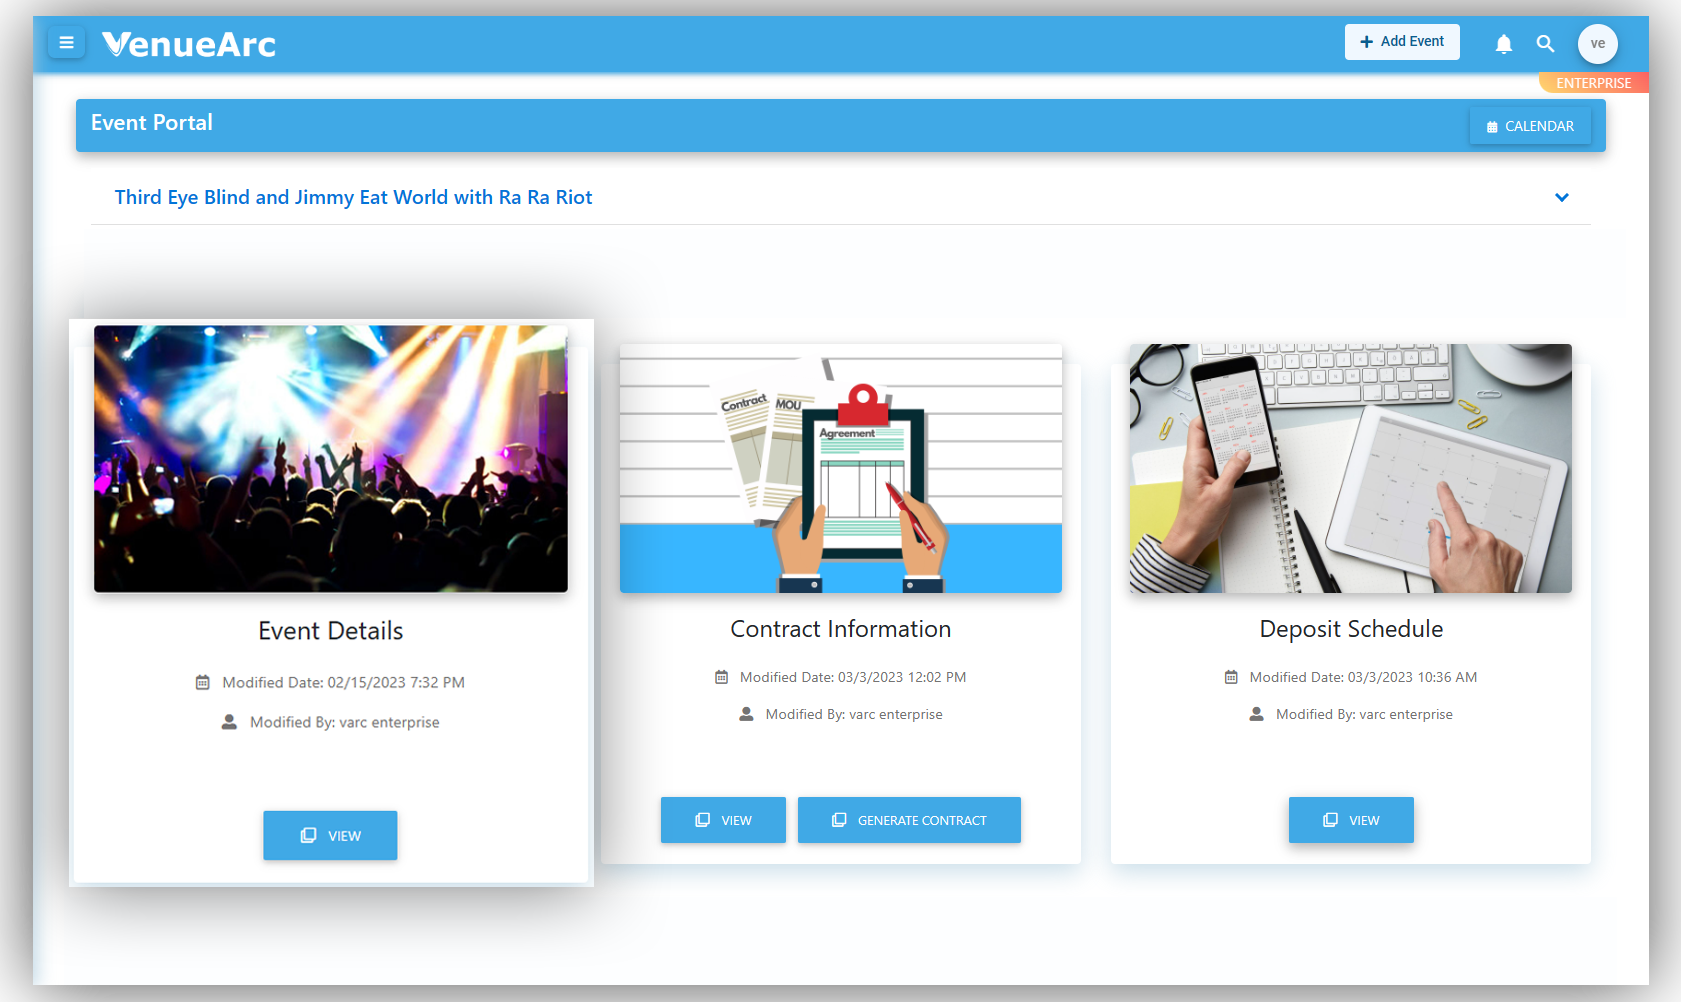 VenueArc
Add Event
ve
ENTERPRISE
Event Portal
CALENDAR
Third Eye Blind and Jimmy Eat World with Ra Ra Riot
Contract
MOU
Agreement
Event Details
Contract Information
Deposit Schedule
Modified Date: 02/15/2023 7:32 PM
Modified Date: 03/3/2023 12:02 PM
Modified Date: 03/3/2023 10:36 AM
Modified By: varc enterprise
Modified By: varc enterprise
Modified By: varc enterprise
VIEW
VIEW
GENERATE CONTRACT
VIEW